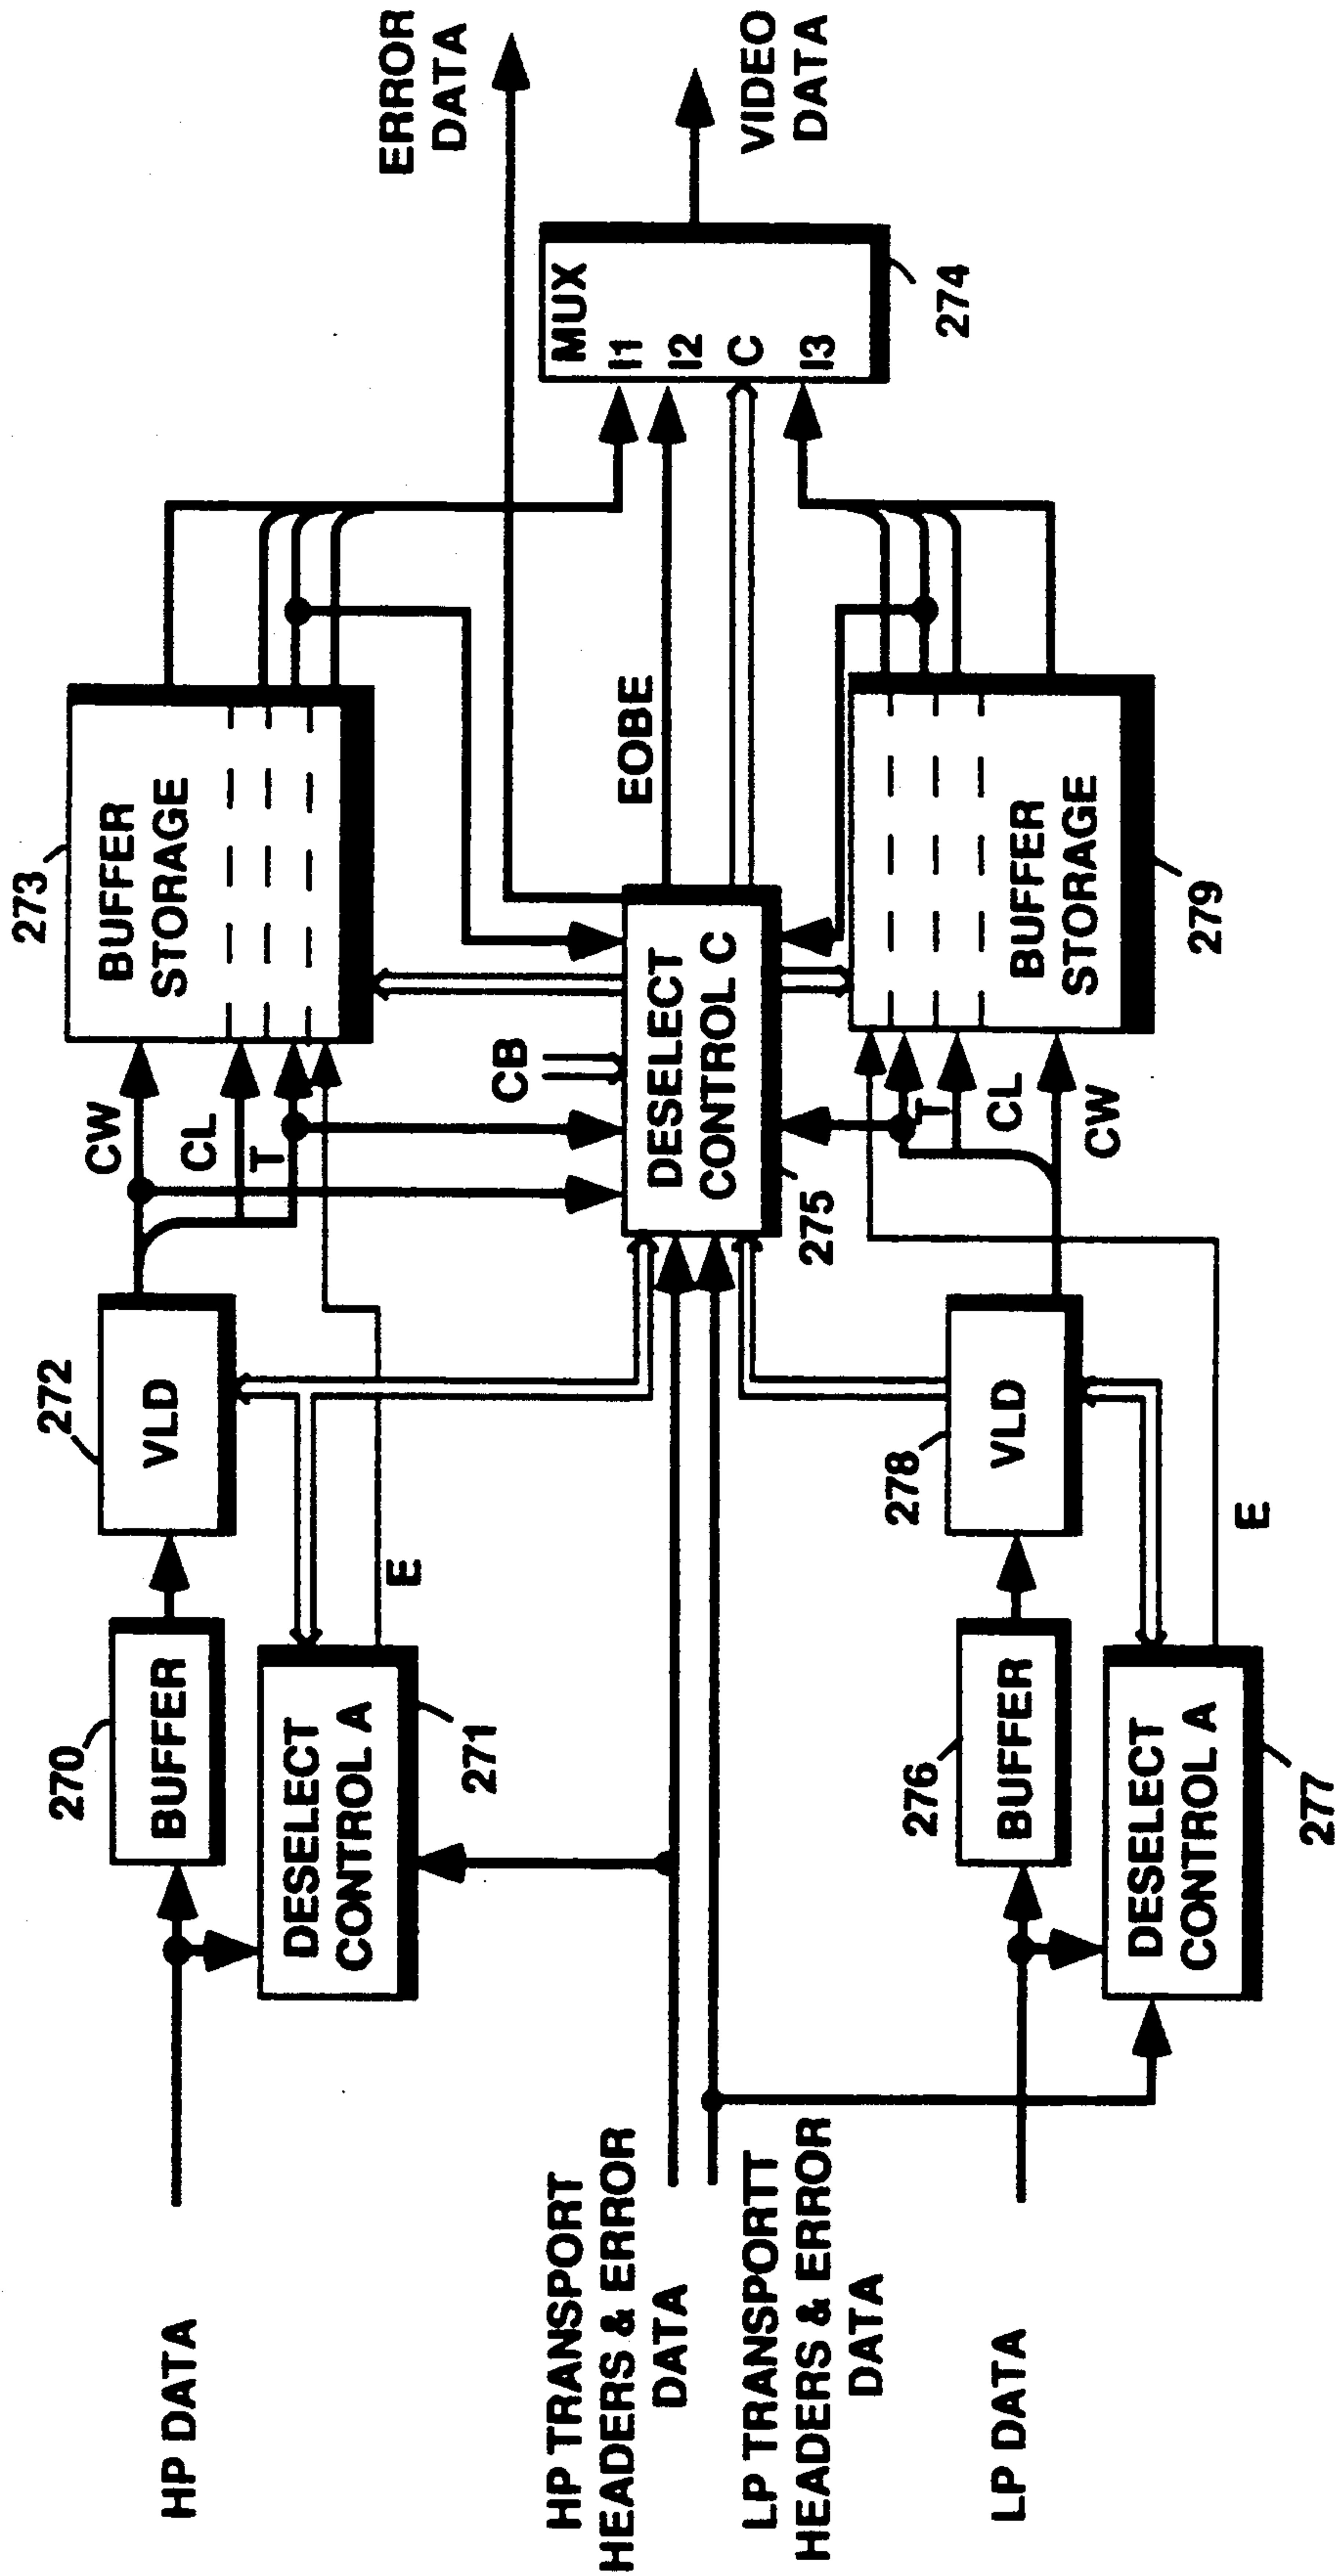 HP DATA
270
BUFFER
DESELECT
CONTROL A
271
E
272
VLD
CW
CL
T
273
BUFFER
STORAGE
ERROR
DATA
HP TRANSPORT
HEADERS & ERROR
DATA
LP TRANSPORTT
HEADERS & ERROR
DATA
CB
DESELECT
CONTROL C
275
EOBE
MUX
I1
I2
C
I3
274
VIDEO
DATA
LP DATA
276
BUFFER
DESELECT
CONTROL A
277
E
278
VLD
T
CL
CW
BUFFER
STORAGE
279